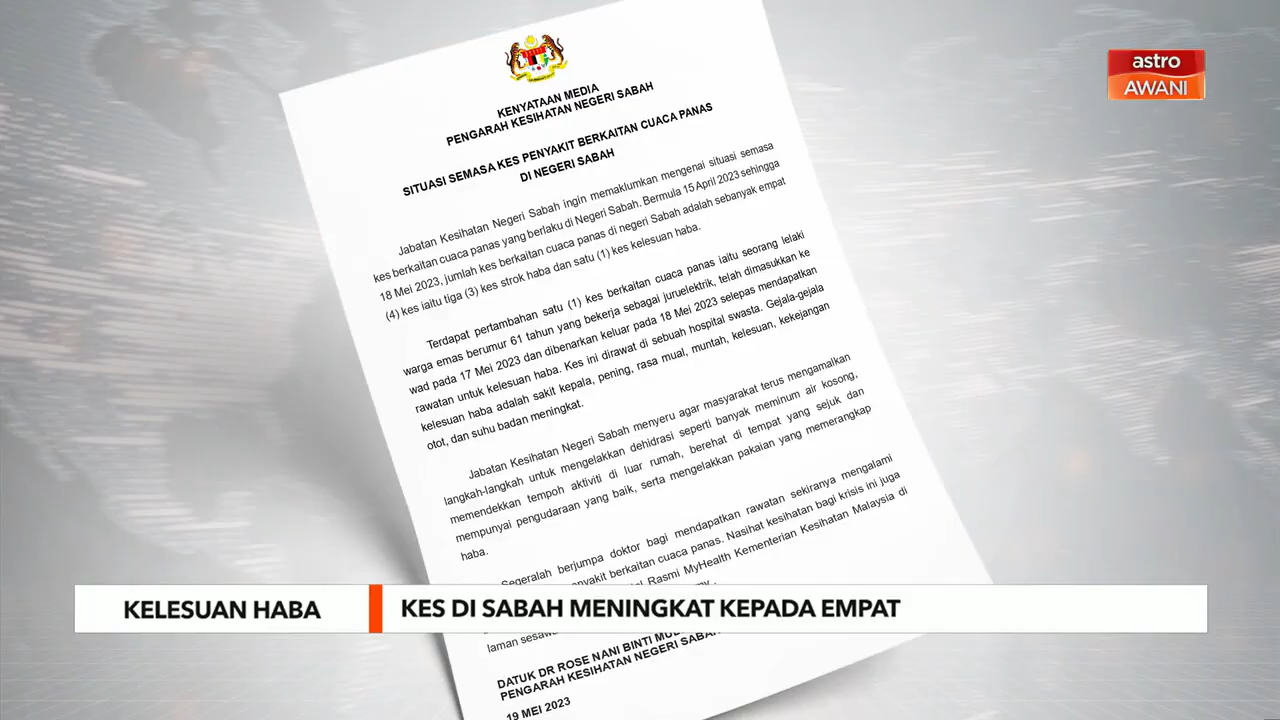 astro
AWANI
KENYATAAN MEDIA
PENGARAH KESIHATAN NEGERI SABAH
SITUASI SEMASA KES PENYAKIT BERKAITAN CUACA PANAS
DI NEGERI SABAH
Jabatan Kesihatan Negeri Sabah ingin memaklumkan mengenai situasi semasa
kes berkaitan cuaca panas yang berlaku di Negeri Sabah. Bermula 15 April 2023 sehingga
18 Mei 2023, jumlah kes berkaitan cuaca panas di negeri Sabah adalah sebanyak empat
(4) kes iaitu tiga (3) kes strok haba dan satu (1) kes kelesuan haba.
Terdapat pertambahan satu (1) kes berkaitan cuaca panas iaitu seorang lelaki
warga emas berumur 61 tahun yang bekerja sebagai juruelektrik, telah dimasukkan ke
wad pada 17 Mei 2023 dan dibenarkan keluar pada 18 Mei 2023 selepas mendapatkan
rawatan untuk kelesuan haba. Kes ini dirawat di sebuah hospital swasta. Gejala-gejala
kelesuan haba adalah sakit kepala, pening, rasa mual, muntah, kelesuan, kekejangan
otot, dan suhu badan meningkat.
Jabatan Kesihatan Negeri Sabah menyeru agar masyarakat terus mengamalkan
langkah-langkah untuk mengelakkan dehidrasi seperti banyak meminum air kosong,
memendekkan tempoh aktiviti di luar rumah, berehat di tempat yang sejuk dan
mempunyai pengudaraan yang baik, serta mengelakkan pakaian yang memerangkap
haba.
Segeralah berjumpa doktor bagi mendapatkan rawatan sekiranya mengalami
penyakit berkaitan cuaca panas. Nasihat kesihatan bagi krisis ini juga
Rasmi MyHealth Kementerian Kesihatan Malaysia di
laman
KELESUAN HABA
KES DI SABAH MENINGKAT KEPADA EMPAT
DATUK DR ROSE NANI BINTI
PENGARAH KESIHATAN NEGERI SABAH
19 MEI 2023